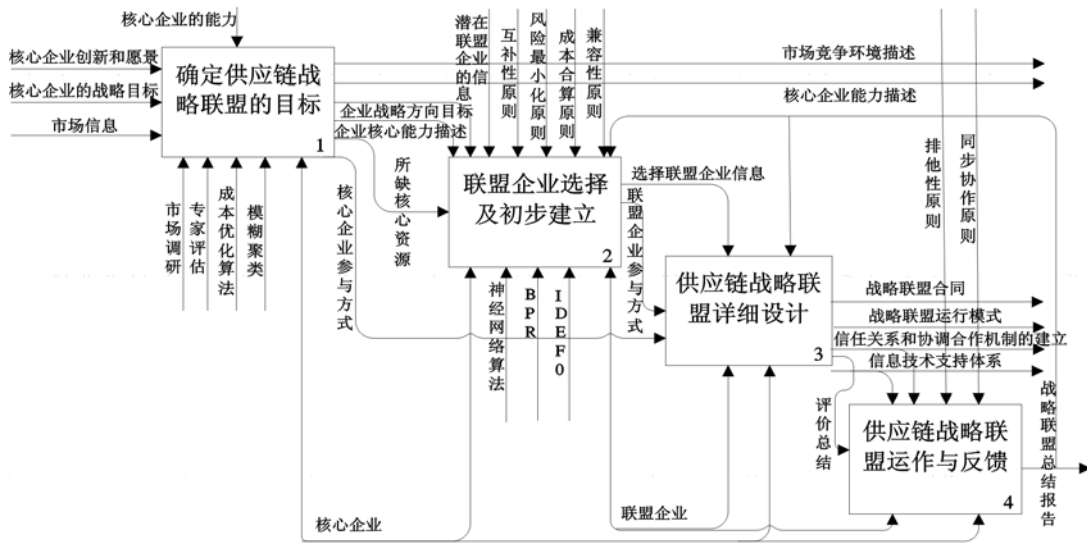 核心企业的能力
核心企业创新和愿景
核心企业的战略目标
市场信息
确定供应链战
略联盟的目标
1
市场调研
专家评估
成本优化算法
模糊聚类
企业战略方向目标
企业核心能力描述
核心企业参与方式
所缺核心资源
潜在联盟企业的信息
互补性原则
风险最小化原则
成本合算原则
兼容性原则
市场竞争环境描述
核心企业能力描述
联盟企业选择
及初步建立
2
神经网络算法
BPR
IDEF0
选择联盟企业信息
联盟企业参与方式
排他性原则
同步协作原则
供应链战略联
盟详细设计
3
战略联盟合同
战略联盟运行模式
信任关系和协调合作机制的建立
信息技术支持体系
评价总结
供应链战略联
盟运作与反馈
4
战略联盟总结报告
核心企业
联盟企业